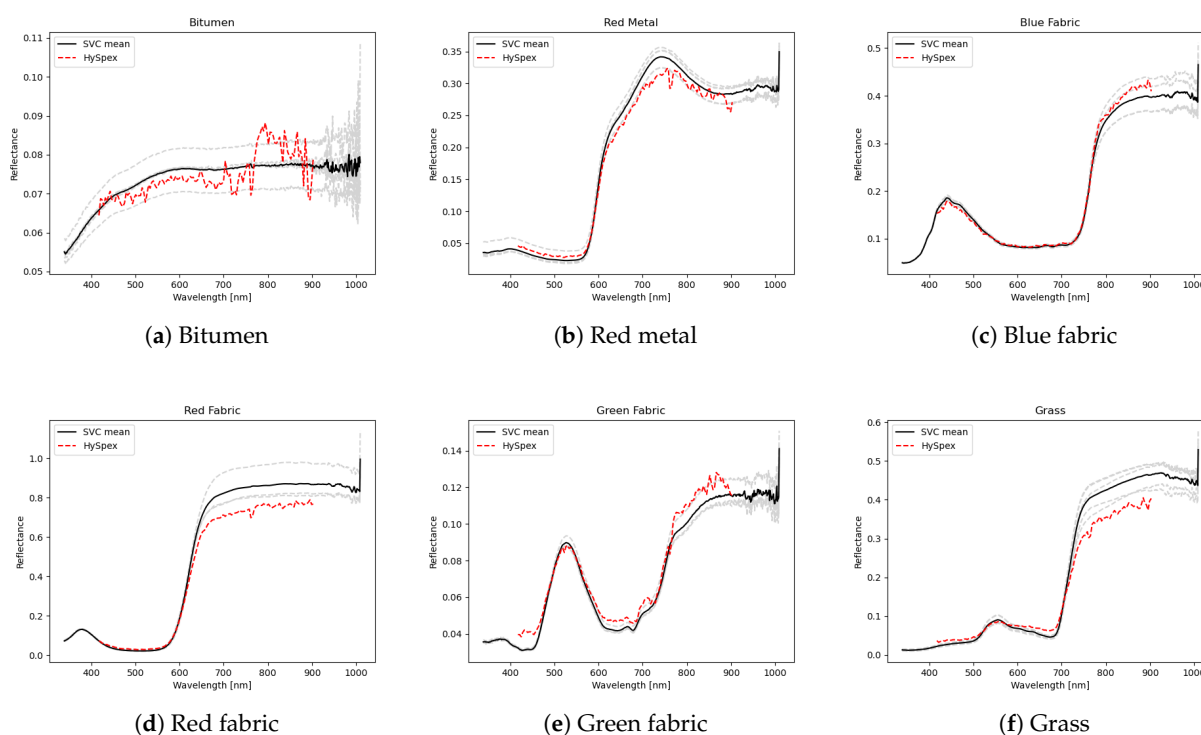 Bitumen
0.11
0.10
0.09
0.08
0.07
0.06
0.05
Reflectance
SVC mean
HySpex
400 500 600 700 800 900 1000
Wavelength [nm]
(a) Bitumen
Red Metal
0.35
0.30
0.25
0.20
0.15
0.10
0.05
Reflectance
SVC mean
HySpex
400 500 600 700 800 900 1000
Wavelength [nm]
(b) Red metal
Blue Fabric
0.5
0.4
0.3
0.2
0.1
Reflectance
SVC mean
HySpex
400 500 600 700 800 900 1000
Wavelength [nm]
(c) Blue fabric
Red Fabric
1.0
0.8
0.6
0.4
0.2
0.0
Reflectance
SVC mean
HySpex
400 500 600 700 800 900 1000
Wavelength [nm]
(d) Red fabric
Green Fabric
0.14
0.12
0.10
0.08
0.06
0.04
Reflectance
SVC mean
HySpex
400 500 600 700 800 900 1000
Wavelength [nm]
(e) Green fabric
Grass
0.6
0.5
0.4
0.3
0.2
0.1
0.0
Reflectance
SVC mean
HySpex
400 500 600 700 800 900 1000
Wavelength [nm]
(f) Grass